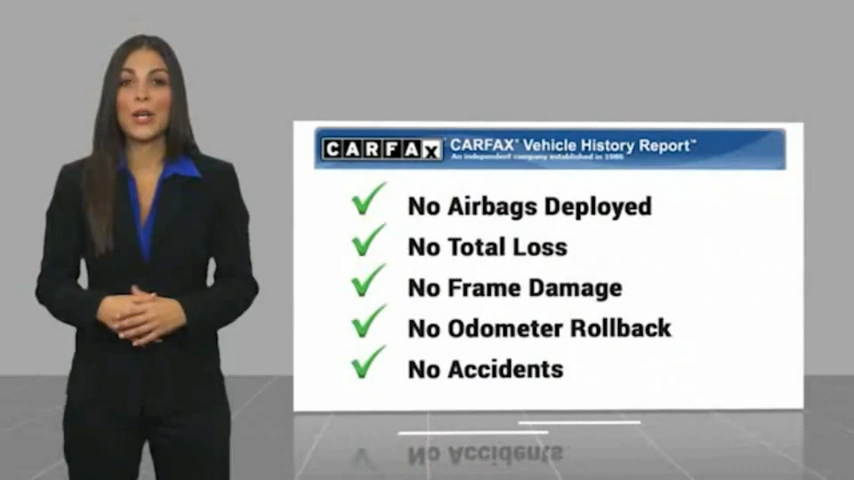 CARFAX CARFAX® Vehicle History Report™
An independent company established in 1986
No Airbags Deployed
No Total Loss
No Frame Damage
No Odometer Rollback
No Accidents
No Accidents